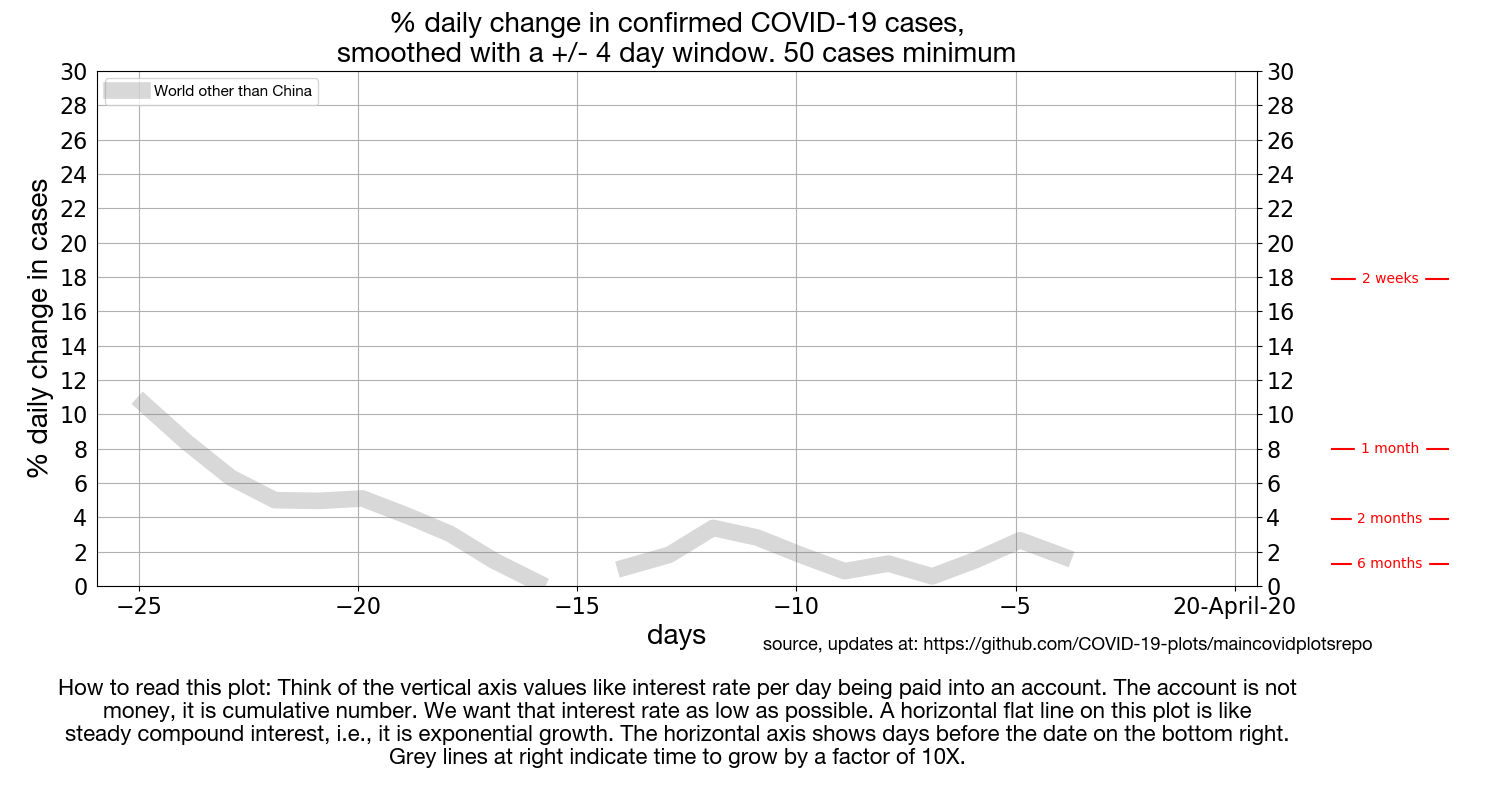 % daily change in confirmed COVID-19 cases,
smoothed with a +/- 4 day window. 50 cases minimum
World other than China
% daily change in cases
30
28
26
24
22
20
18
16
14
12
10
8
6
4
2
0
30
28
26
24
22
20
18
16
14
12
10
8
6
4
2
0
2 weeks
1 month
2 months
6 months
−25 −20 −15 −10 −5 20-April-20
days
source, updates at: https://github.com/COVID-19-plots/maincovidplotsrepo
How to read this plot: Think of the vertical axis values like interest rate per day being paid into an account. The account is not
money, it is cumulative number. We want that interest rate as low as possible. A horizontal flat line on this plot is like
steady compound interest, i.e., it is exponential growth. The horizontal axis shows days before the date on the bottom right.
Grey lines at right indicate time to grow by a factor of 10X.